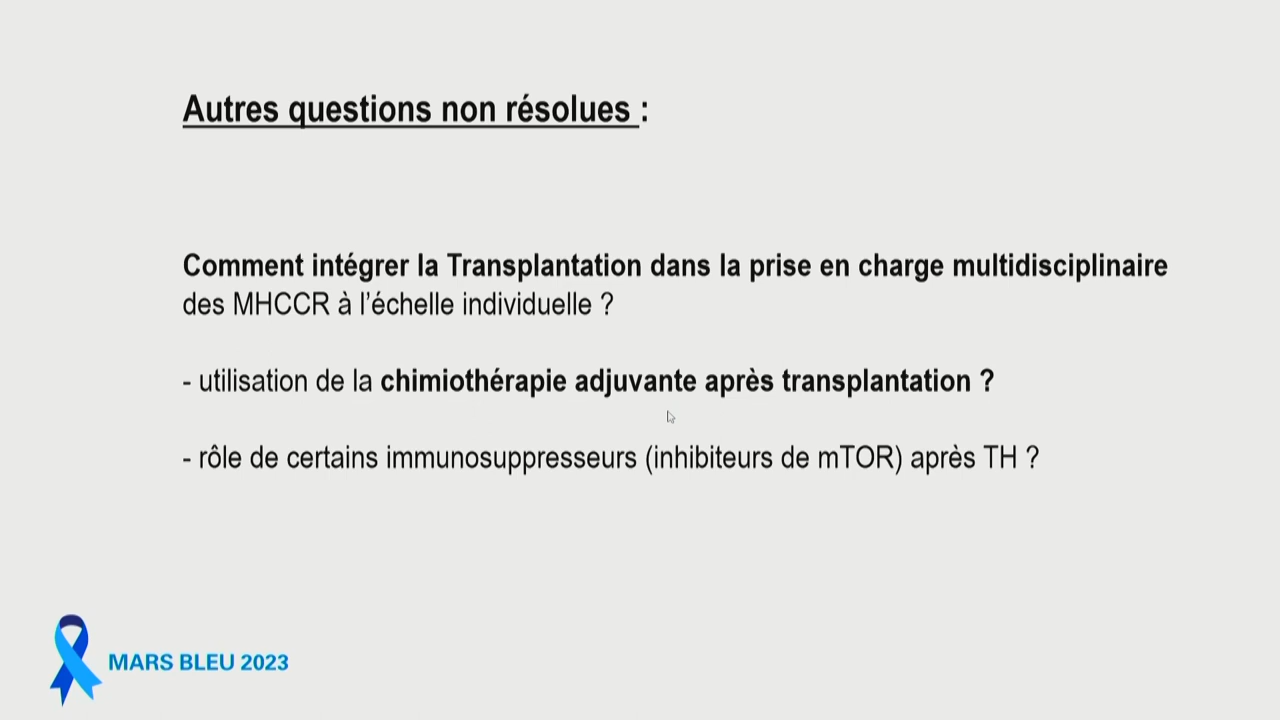 Autres questions non résolues :
Comment intégrer la Transplantation dans la prise en charge multidisciplinaire
des MHCCR à l’échelle individuelle ?
- utilisation de la chimiothérapie adjuvante après transplantation ?
- rôle de certains immunosuppresseurs (inhibiteurs de mTOR) après TH ?
MARS BLEU 2023